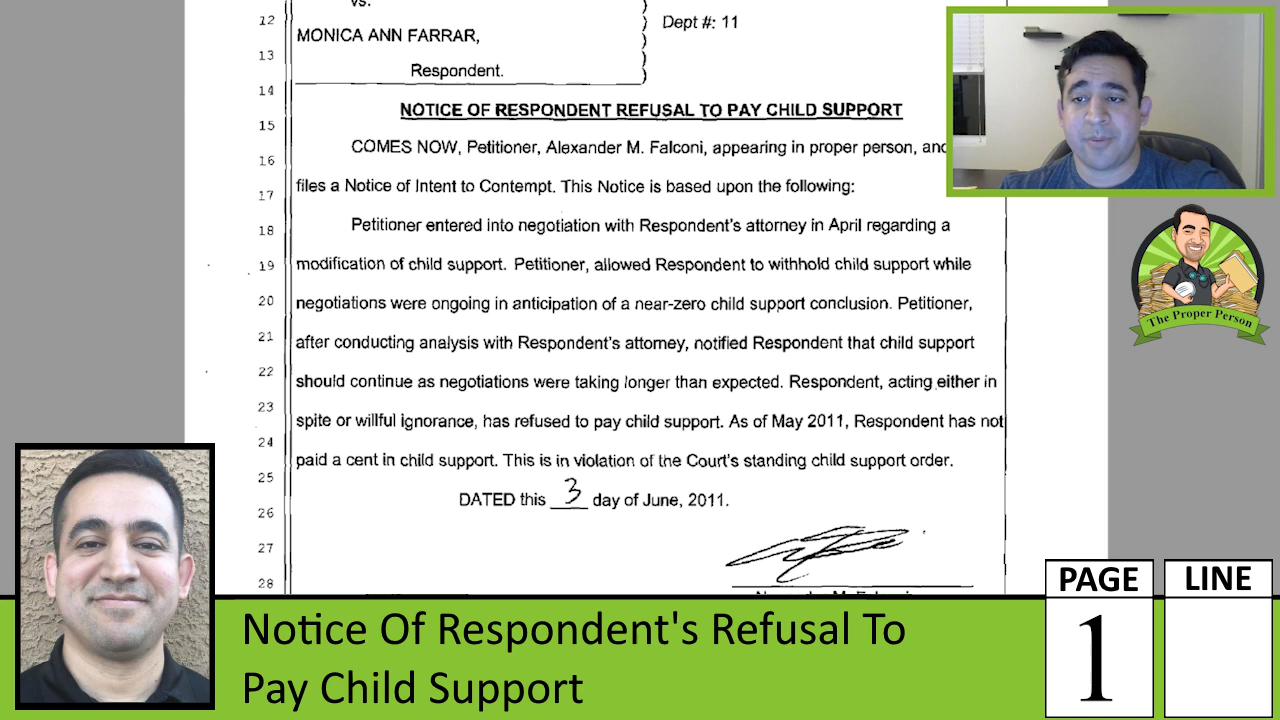 vs.
12
MONICA ANN FARRAR,
Dept #: 11
13
Respondent.
14
NOTICE OF RESPONDENT REFUSAL TO PAY CHILD SUPPORT
15
COMES NOW, Petitioner, Alexander M. Falconi, appearing in proper person, and
16
files a Notice of Intent to Contempt. This Notice is based upon the following:
17
Petitioner entered into negotiation with Respondent's attorney in April regarding a
18
modification of child support. Petitioner, allowed Respondent to withhold child support while
19
negotiations were ongoing in anticipation of a near-zero child support conclusion. Petitioner,
20
after conducting analysis with Respondent's attorney, notified Respondent that child support
21
should continue as negotiations were taking longer than expected. Respondent, acting either in
22
spite or willful ignorance, has refused to pay child support. As of May 2011, Respondent has not
23
24
paid a cent in child support. This is in violation of the Court's standing child support order.
25
DATED this 3 day of June, 2011.
26
27
28
The Proper Person
PAGE
LINE
1
Notice Of Respondent's Refusal To
Pay Child Support